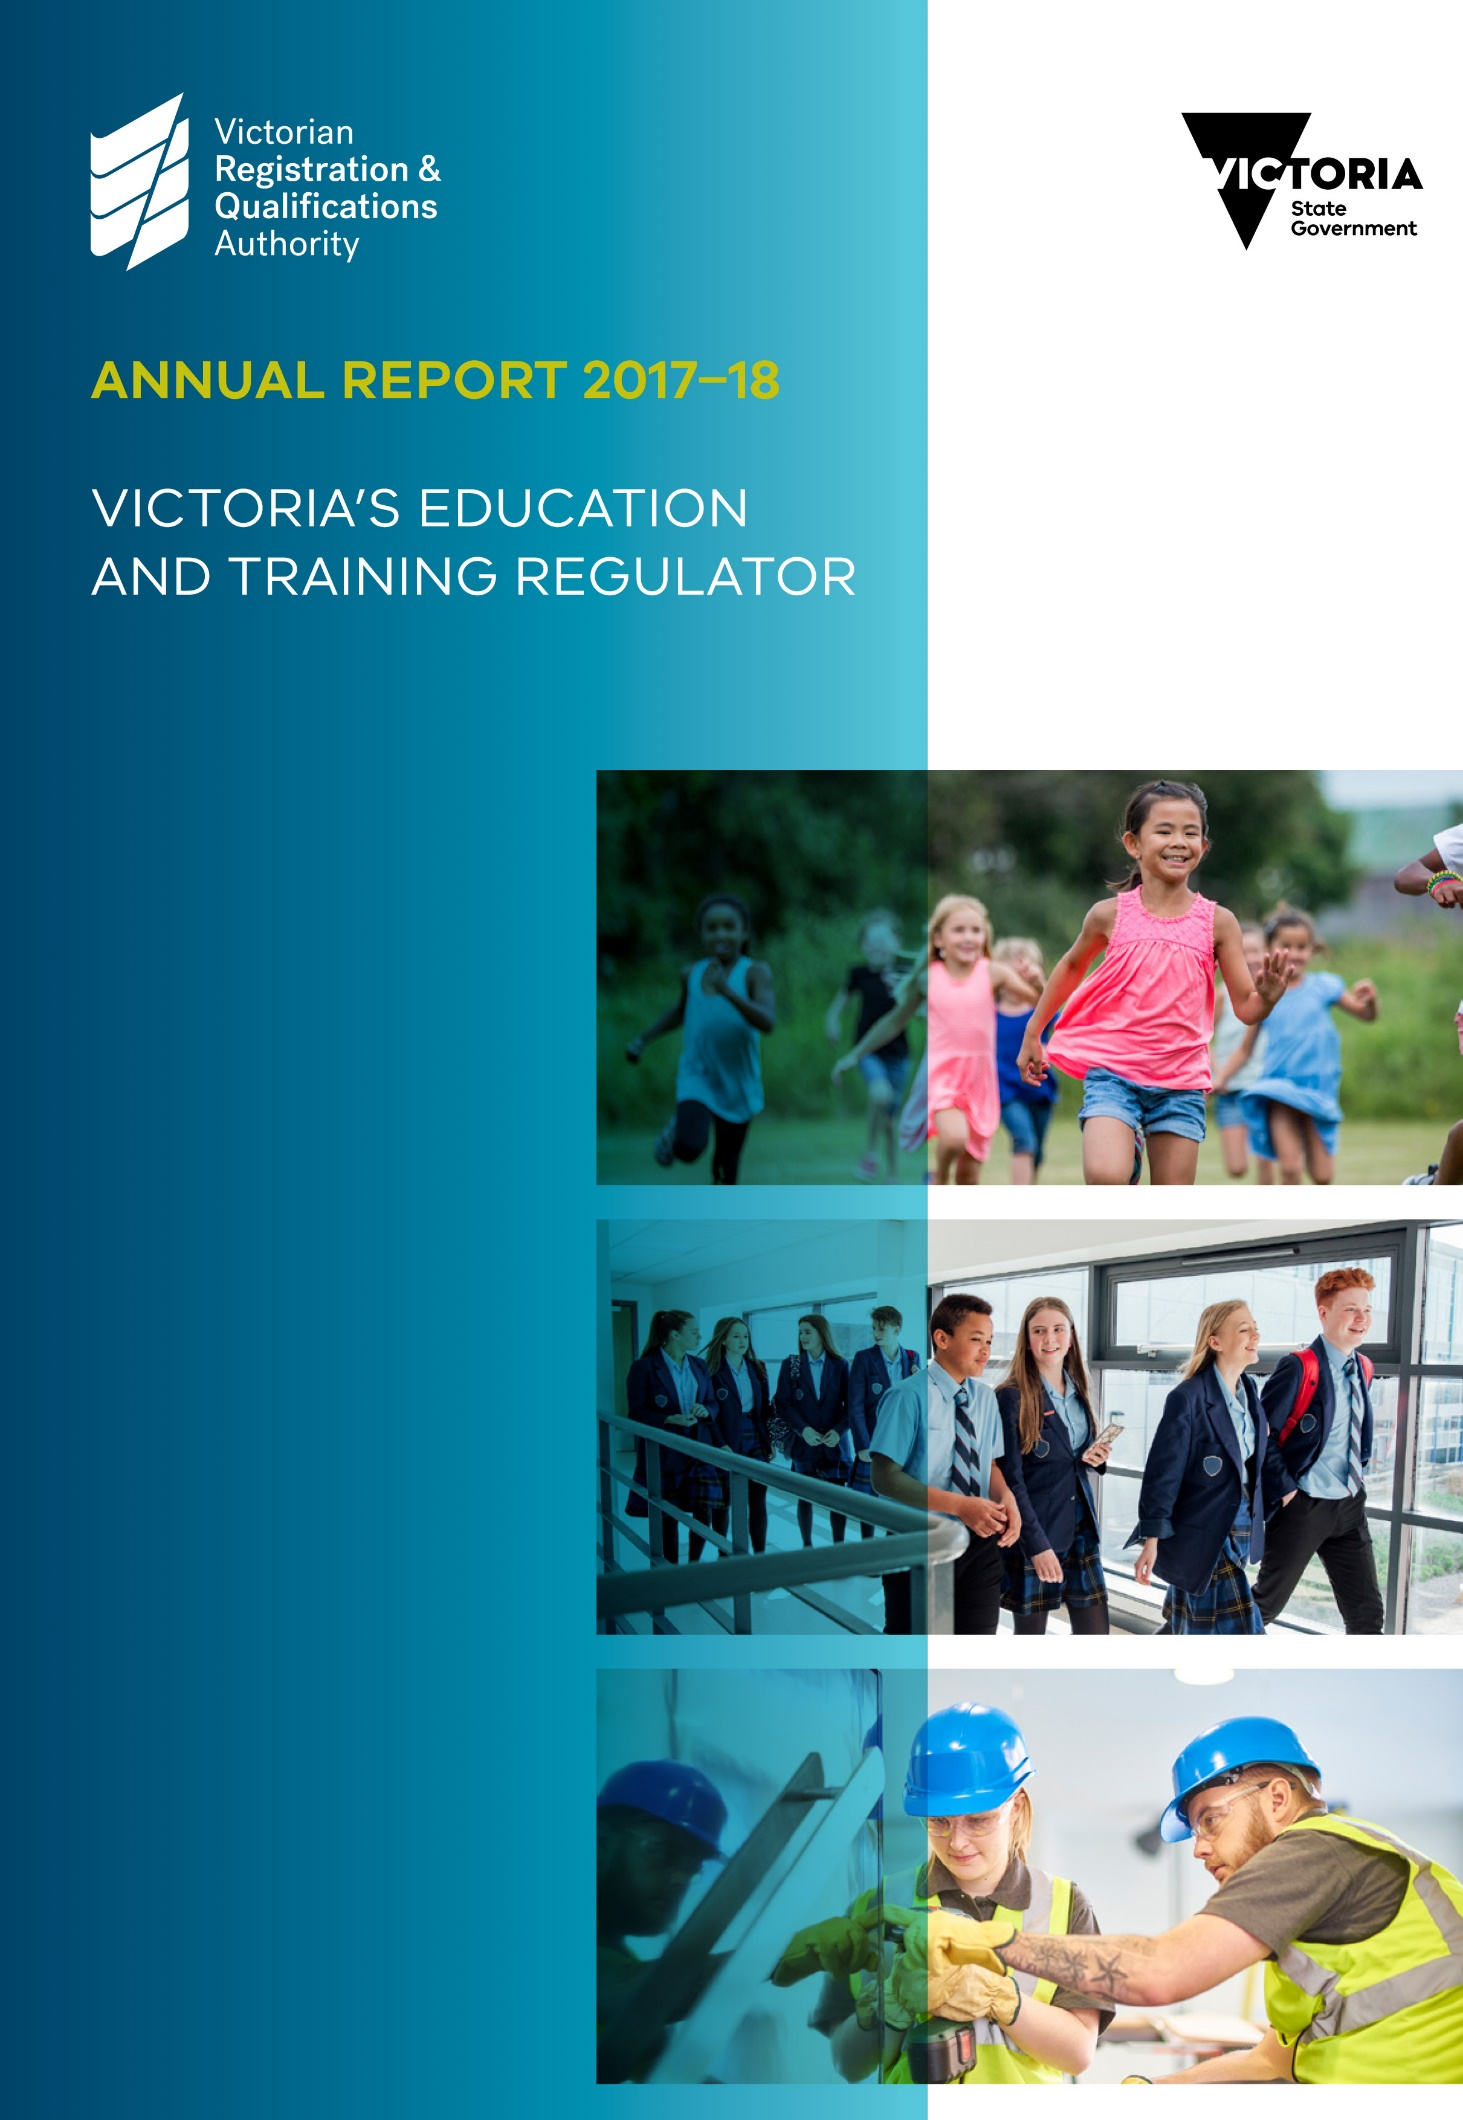 Victorian
Registration &
Qualifications
Authority
VICTORIA
State
Government
ANNUAL REPORT 2017–18
VICTORIA’S EDUCATION
AND TRAINING REGULATOR